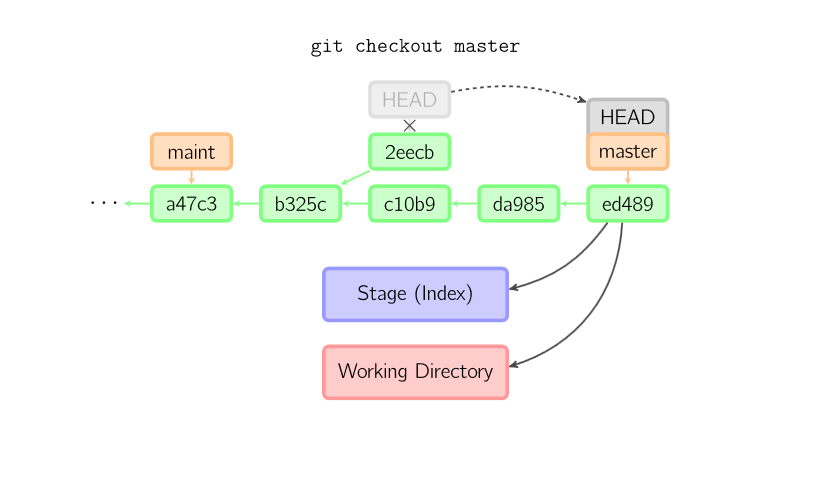 git checkout master
HEAD
HEAD
maint
2eecb
master
...
a47c3
b325c
c10b9
da985
ed489
Stage (Index)
Working Directory